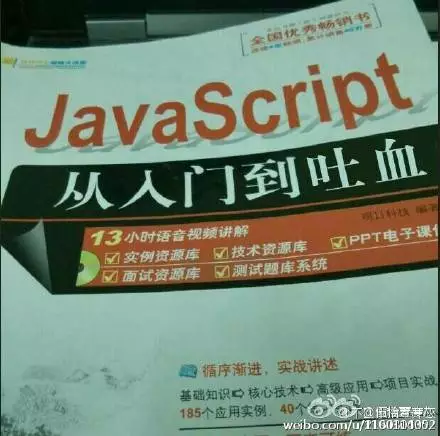 全国优秀畅销书
JavaScript
从入门到吐血
明日科技 编著
13小时语音视频讲解
实例资源库 技术资源库 PPT电子课件
面试资源库 测试题库系统
循序渐进，实战讲述
基础知识⇨核心技术⇨高级应用⇨项目实战
185个应用实例，40个